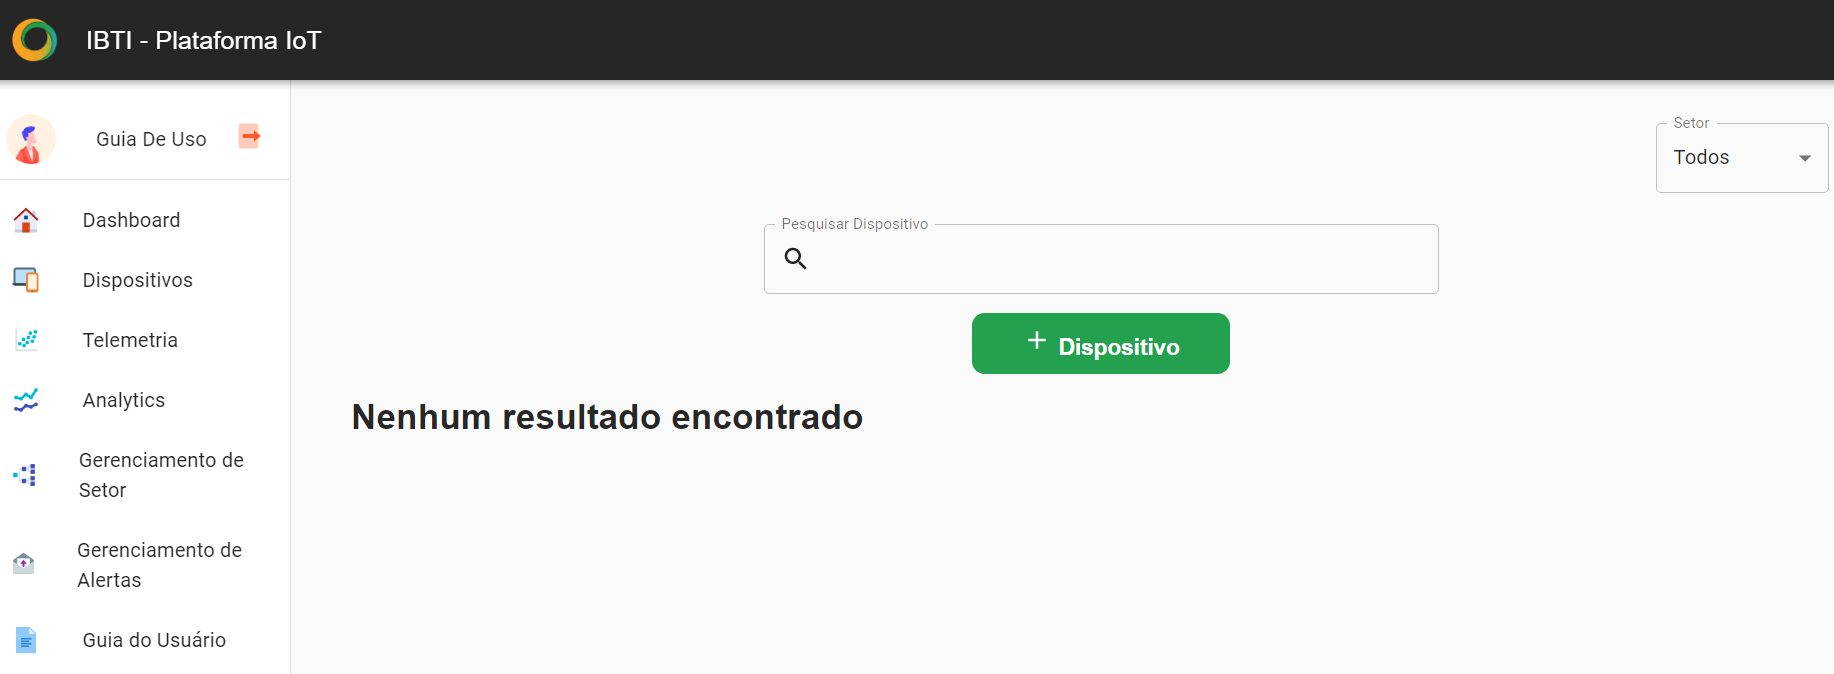 IBTI - Plataforma IoT
Guia De Uso
Dashboard
Dispositivos
Telemetria
Analytics
Gerenciamento de
Setor
Gerenciamento de
Alertas
Guia do Usuário
Setor
Todos
Pesquisar Dispositivo
+ Dispositivo
Nenhum resultado encontrado